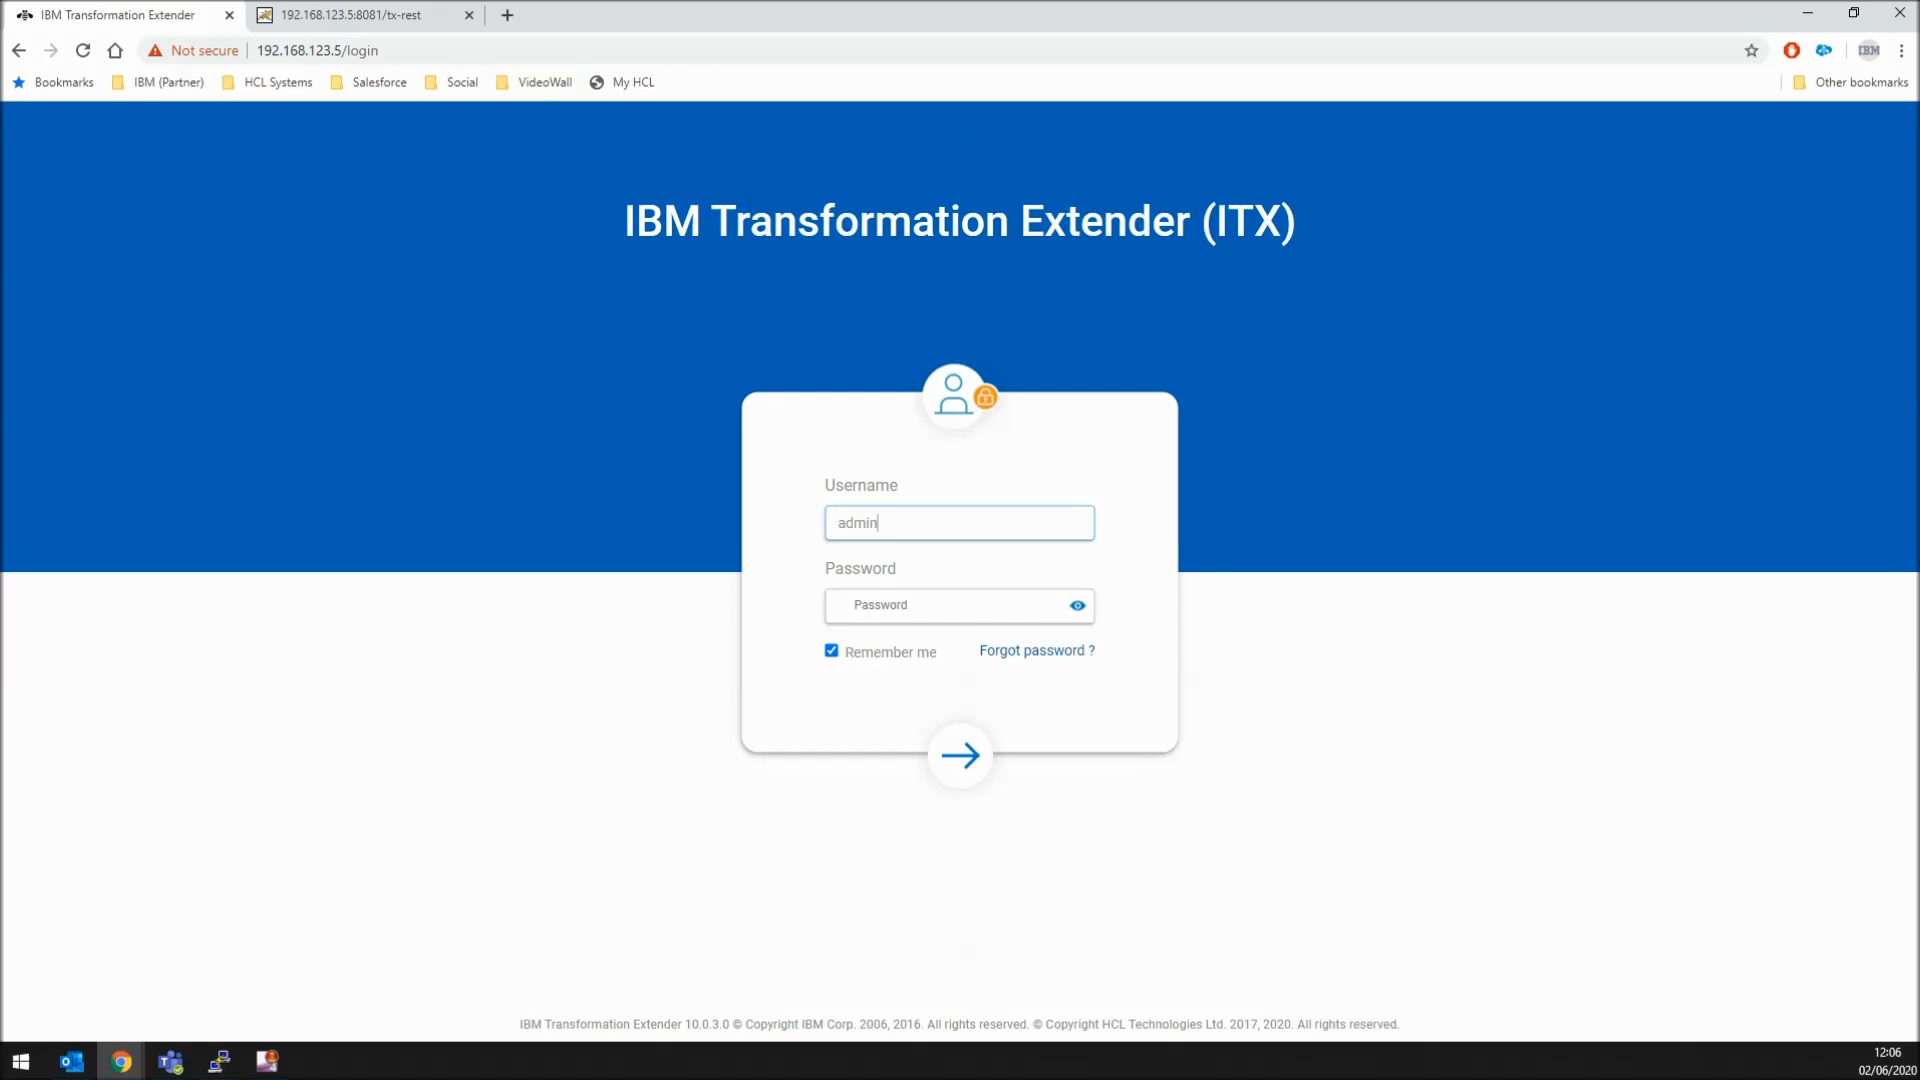 IBM Transformation Extender
192.168.123.5:8081/tx-rest
Not secure
192.168.123.5/login
IBM
Bookmarks
IBM (Partner)
HCL Systems
Salesforce
Social
VideoWall
My HCL
Other bookmarks
IBM Transformation Extender (ITX)
Username
admin
Password
Password
Remember me
Forgot password ?
IBM Transformation Extender 10.0.3.0 © Copyright IBM Corp. 2006, 2016. All rights reserved. © Copyright HCL Technologies Ltd. 2017, 2020. All rights reserved.
12:06
02/06/2020